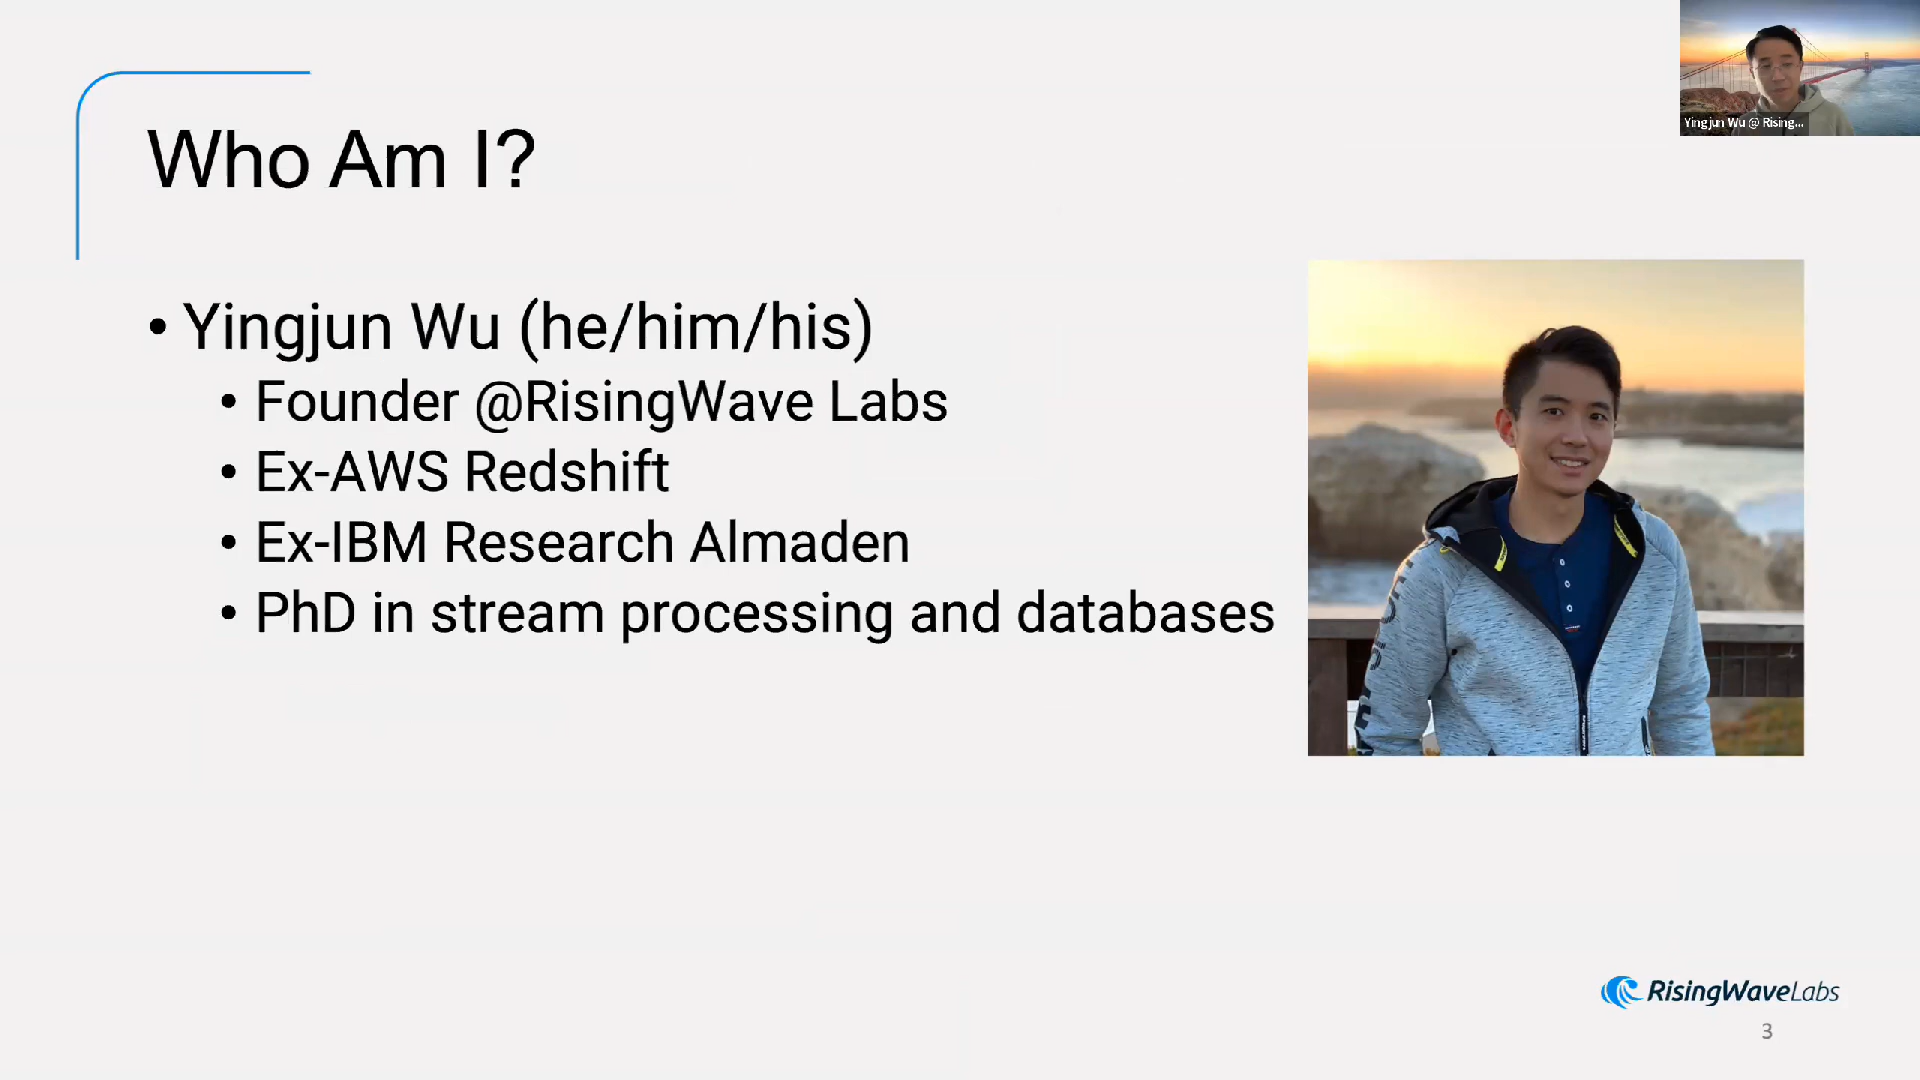 Yingjun Wu @ Rising...
Who Am I?
• Yingjun Wu (he/him/his)
• Founder @RisingWave Labs
• Ex-AWS Redshift
• Ex-IBM Research Almaden
• PhD in stream processing and databases
RisingWaveLabs
3